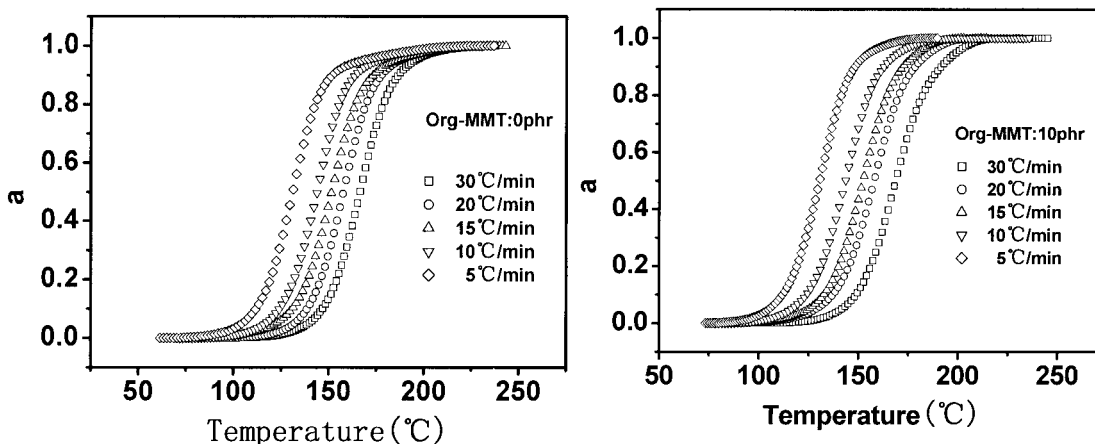 a
1.0
0.8
0.6
0.4
0.2
0.0
Org-MMT:0phr
30℃/min
20℃/min
15℃/min
10℃/min
5℃/min
50
100
150
200
250
Temperature(℃)
a
1.0
0.8
0.6
0.4
0.2
0.0
Org-MMT:10phr
30℃/min
20℃/min
15℃/min
10℃/min
5℃/min
50
100
150
200
250
Temperature(℃)